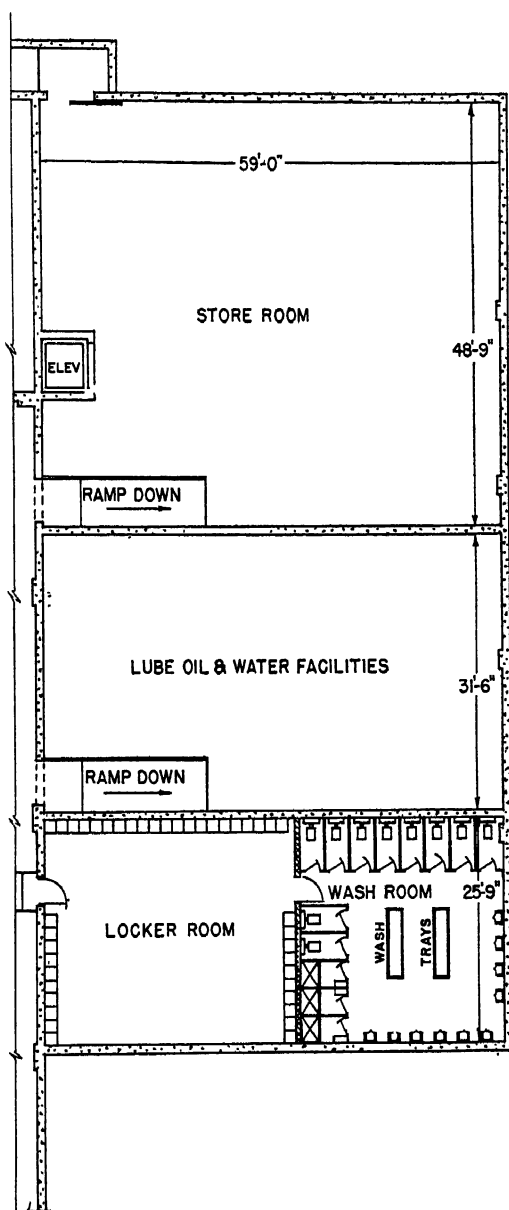 59'-0"
STORE ROOM
48'-9"
ELEV
RAMP DOWN
LUBE OIL & WATER FACILITIES
31'-6"
RAMP DOWN
WASH ROOM
25'-9"
LOCKER ROOM
WASH
TRAYS